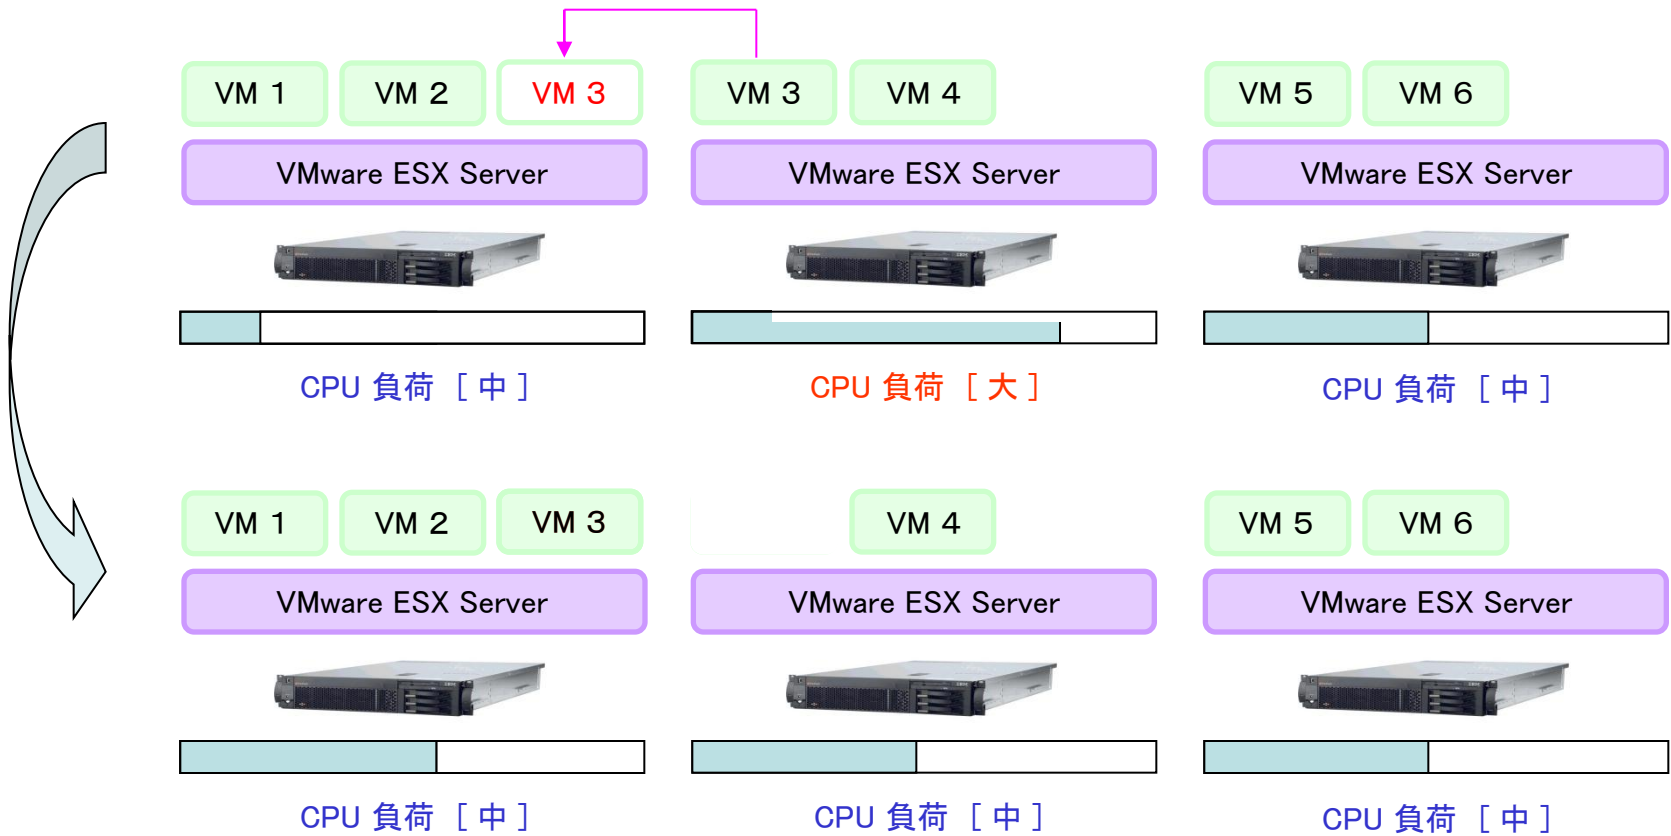 VM 1 VM 2 VM 3 VM 3 VM 4 VM 5 VM 6
VMware ESX Server VMware ESX Server VMware ESX Server
CPU 負荷 [ 中 ] CPU 負荷 [ 大 ] CPU 負荷 [ 中 ]
VM 1 VM 2 VM 3 VM 4 VM 5 VM 6
VMware ESX Server VMware ESX Server VMware ESX Server
CPU 負荷 [ 中 ] CPU 負荷 [ 中 ] CPU 負荷 [ 中 ]